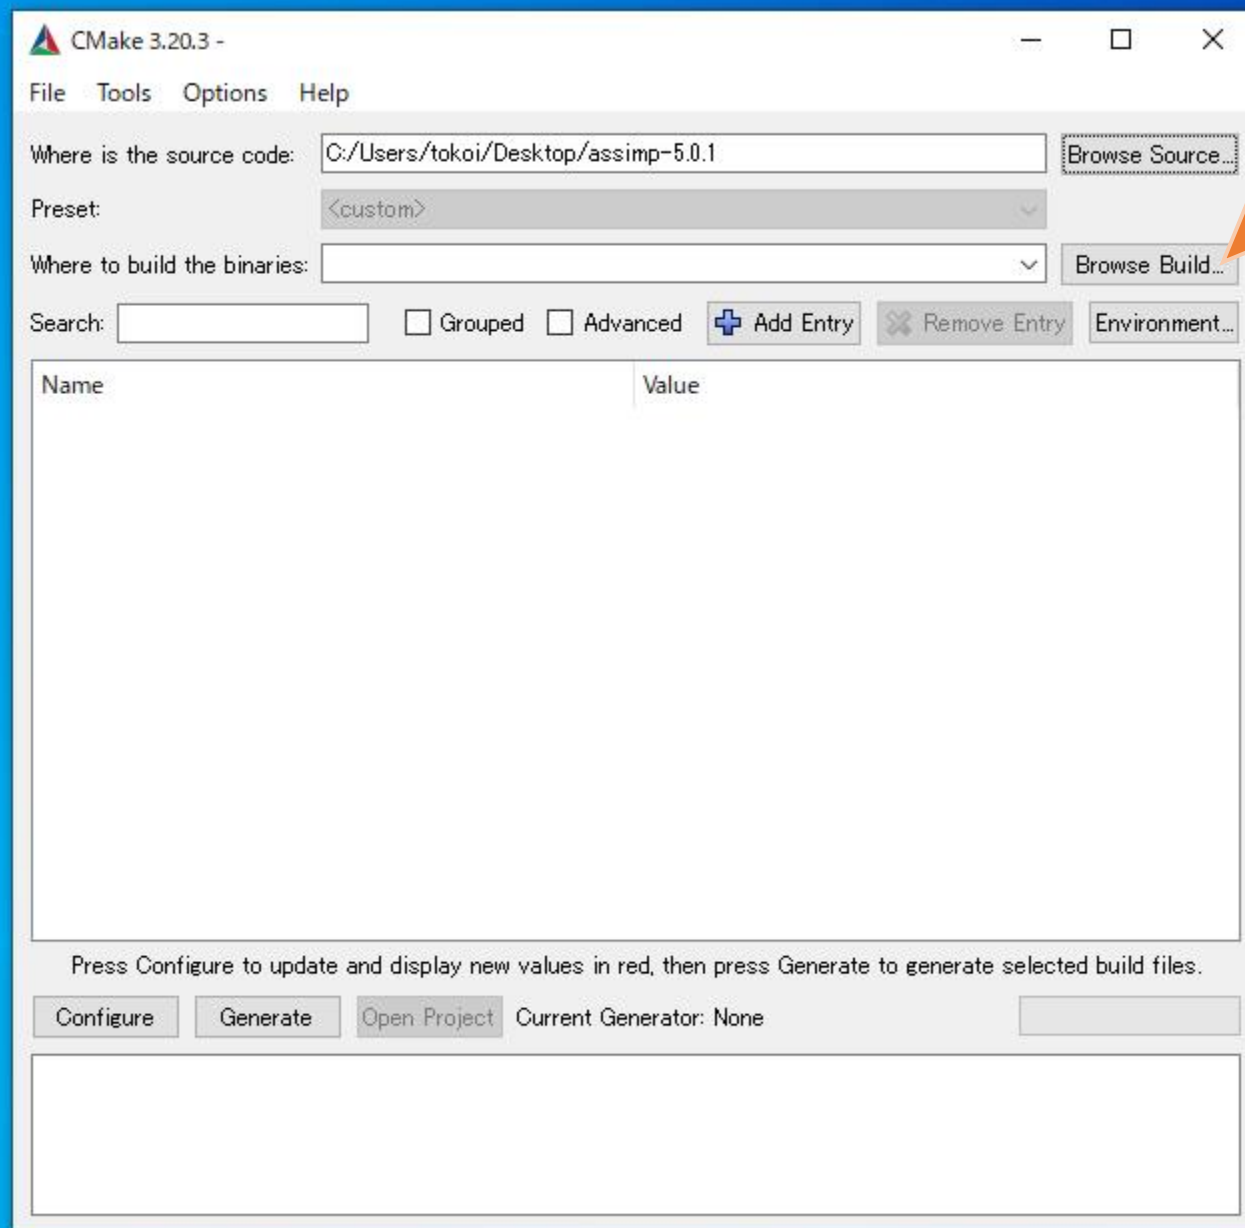 CMake 3.20.3 -
File Tools Options Help
Where is the source code: C:/Users/tokoi/Desktop/assimp-5.0.1 Browse Source...
Preset: <custom>
Where to build the binaries: Browse Build...
Search: Grouped Advanced Add Entry Remove Entry Environment...
Name Value
Press Configure to update and display new values in red, then press Generate to generate selected build files.
Configure Generate Open Project Current Generator: None